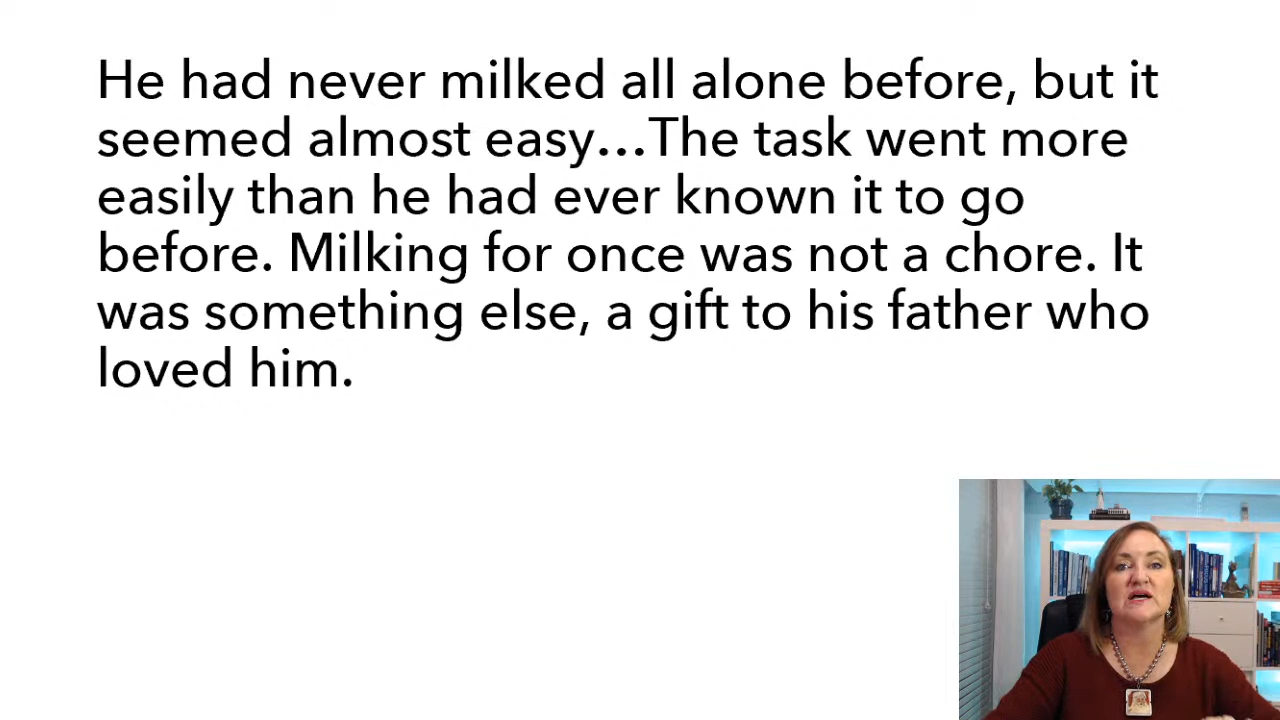 He had never milked all alone before, but it
seemed almost easy…The task went more
easily than he had ever known it to go
before. Milking for once was not a chore. It
was something else, a gift to his father who
loved him.